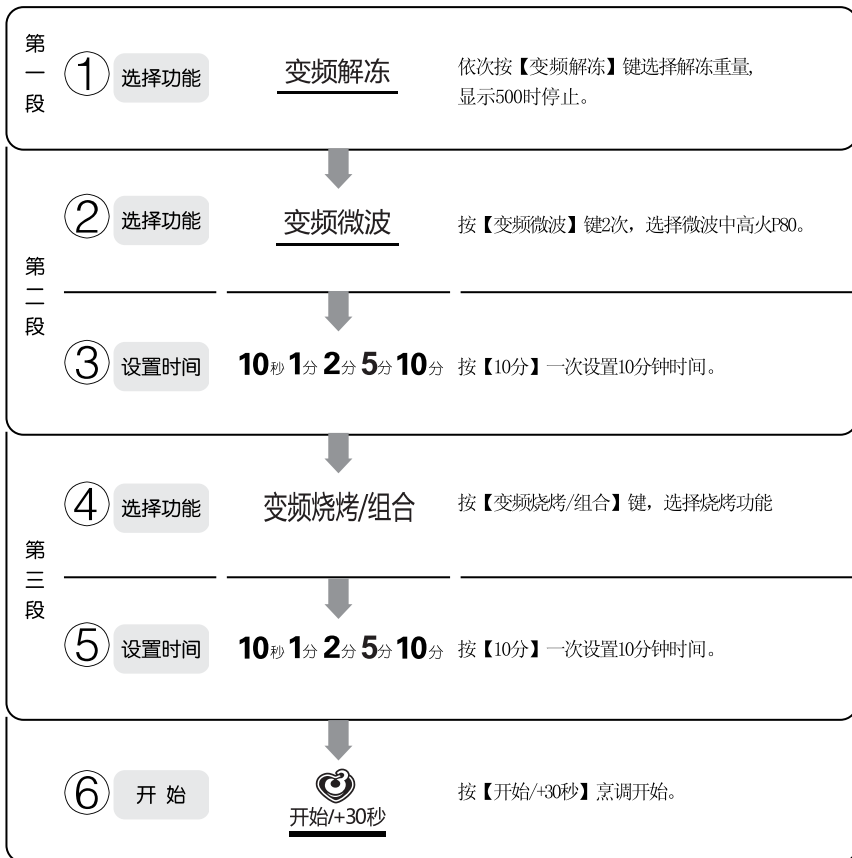 第一段
① 选择功能 变频解冻 依次按【变频解冻】键选择解冻重量,
显示500时停止。
第二段
② 选择功能 变频微波 按【变频微波】键2次，选择微波中高火P80。
③ 设置时间 10秒 1分 2分 5分 10分 按【10分】一次设置10分钟时间。
第三段
④ 选择功能 变频烧烤/组合 按【变频烧烤/组合】键，选择烧烤功能
⑤ 设置时间 10秒 1分 2分 5分 10分 按【10分】一次设置10分钟时间。
⑥ 开 始 开始/+30秒 按【开始/+30秒】烹调开始。